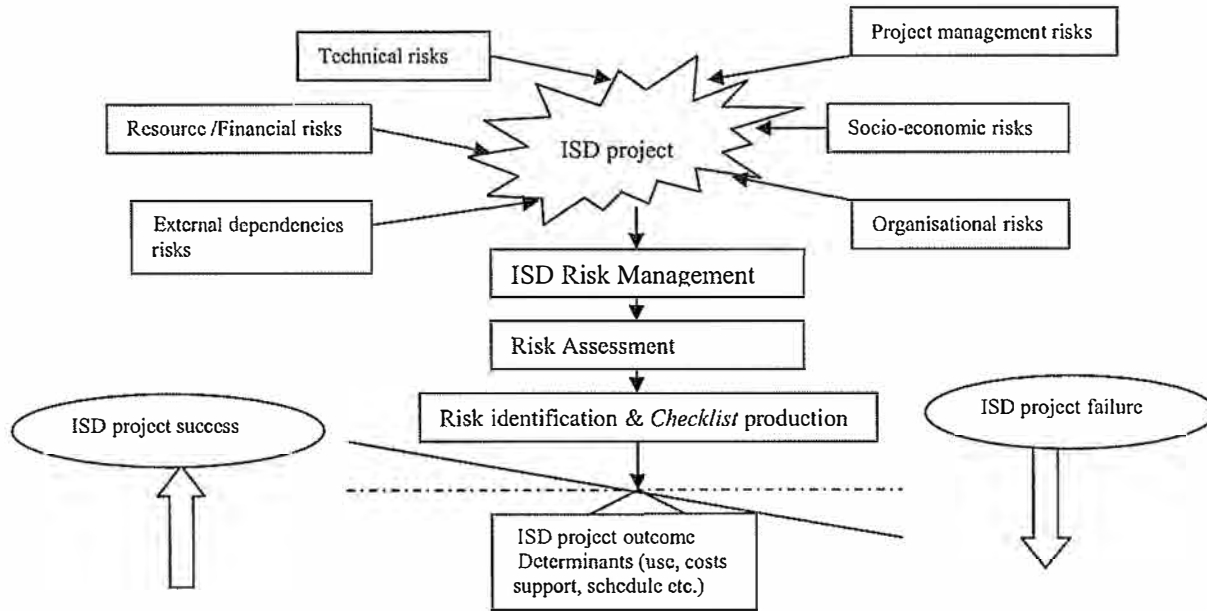 Technical risks
Project management risks
Resource /Financial risks
ISD project
Socio-economic risks
External dependencies
risks
Organisational risks
ISD Risk Management
Risk Assessment
ISD project success
Risk identification & Checklist production
ISD project failure
ISD project outcome
Determinants (use, costs
support, schedule etc.)